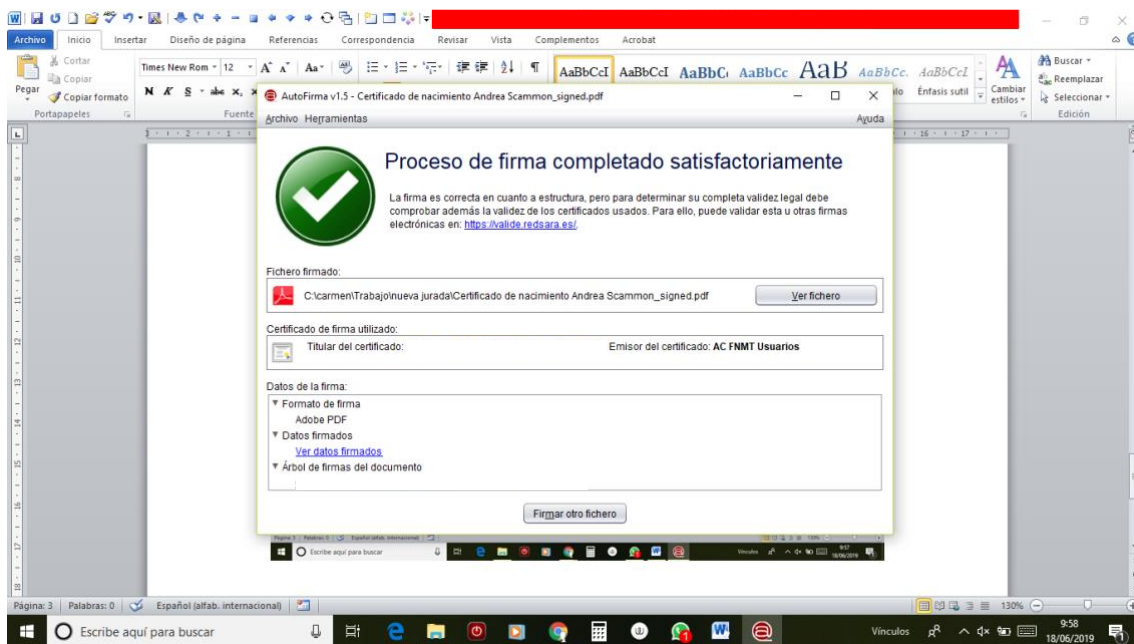 Archivo Inicio Insertar Diseño de página Referencias Correspondencia Revisar Vista Complementos Acrobat
Pegar
Cortar
Copiar
Copiar formato
Portapapeles
Times New Rom 12
N K S abc
Fuente
AaBbCcI AaBbCcI AaBbC AaBbCc AaB AaBbCc. AaBbCcI
Énfasis sutil
Cambiar
estilos
Buscar
Reemplazar
Seleccionar
Edición
AutoFirma v1.5 - Certificado de nacimiento Andrea Scammon_signed.pdf
Archivo Herramientas Ayuda
Proceso de firma completado satisfactoriamente
La firma es correcta en cuanto a estructura, pero para determinar su completa validez legal debe
comprobar además la validez de los certificados usados. Para ello, puede validar esta u otras firmas
electrónicas en: https://valide.redsara.es/.
Fichero firmado:
C:\carmen\Trabajo\nueva jurada\Certificado de nacimiento Andrea Scammon_signed.pdf
Ver fichero
Certificado de firma utilizado:
Titular del certificado: Emisor del certificado: AC FNMT Usuarios
Datos de la firma:
Formato de firma
Adobe PDF
Datos firmados
Ver datos firmados
Árbol de firmas del documento
Firmar otro fichero
Escribe aquí para buscar
Vínculos
9:57
18/06/2019
Página: 3 Palabras: 0 Español (alfab. internacional) 130%
Escribe aquí para buscar
Vínculos
9:58
18/06/2019